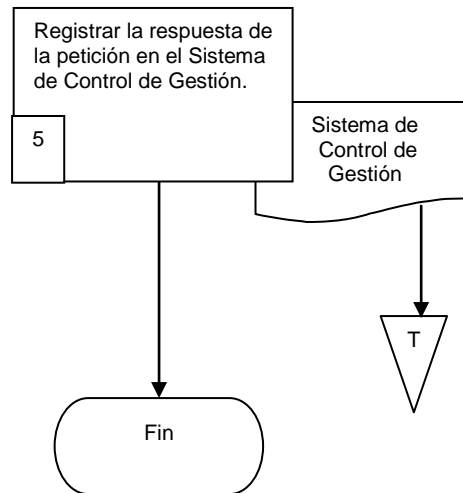 Registrar la respuesta de
la petición en el Sistema
de Control de Gestión.
5
Sistema de
Control de
Gestión
T
Fin